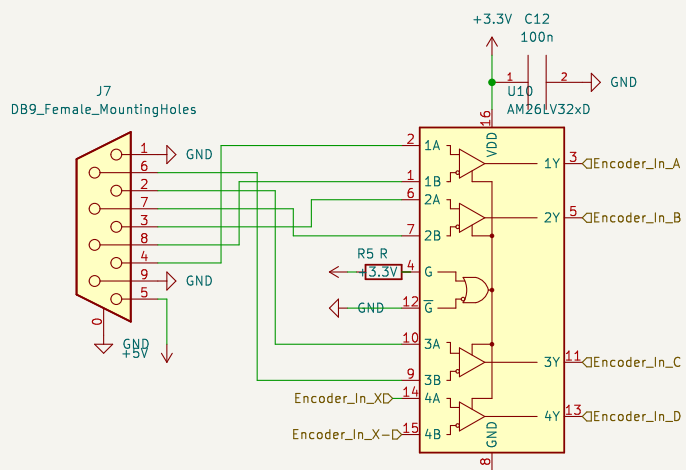 +3.3V
C12
100n
1
2
GND
U10
AM26LV32xD
J7
DB9_Female_MountingHoles
1
GND
6
2
7
3
8
4
9
GND
5
0
GND
+5V
16
VDD
2
1A
1Y
3
Encoder_In_A
1
1B
6
2A
2Y
5
Encoder_In_B
7
2B
R5 R
+3.3V
4
G
GND
12
G
10
3A
3Y
11
Encoder_In_C
9
3B
Encoder_In_X
14
4A
4Y
13
Encoder_In_D
Encoder_In_X-
15
4B
GND
8